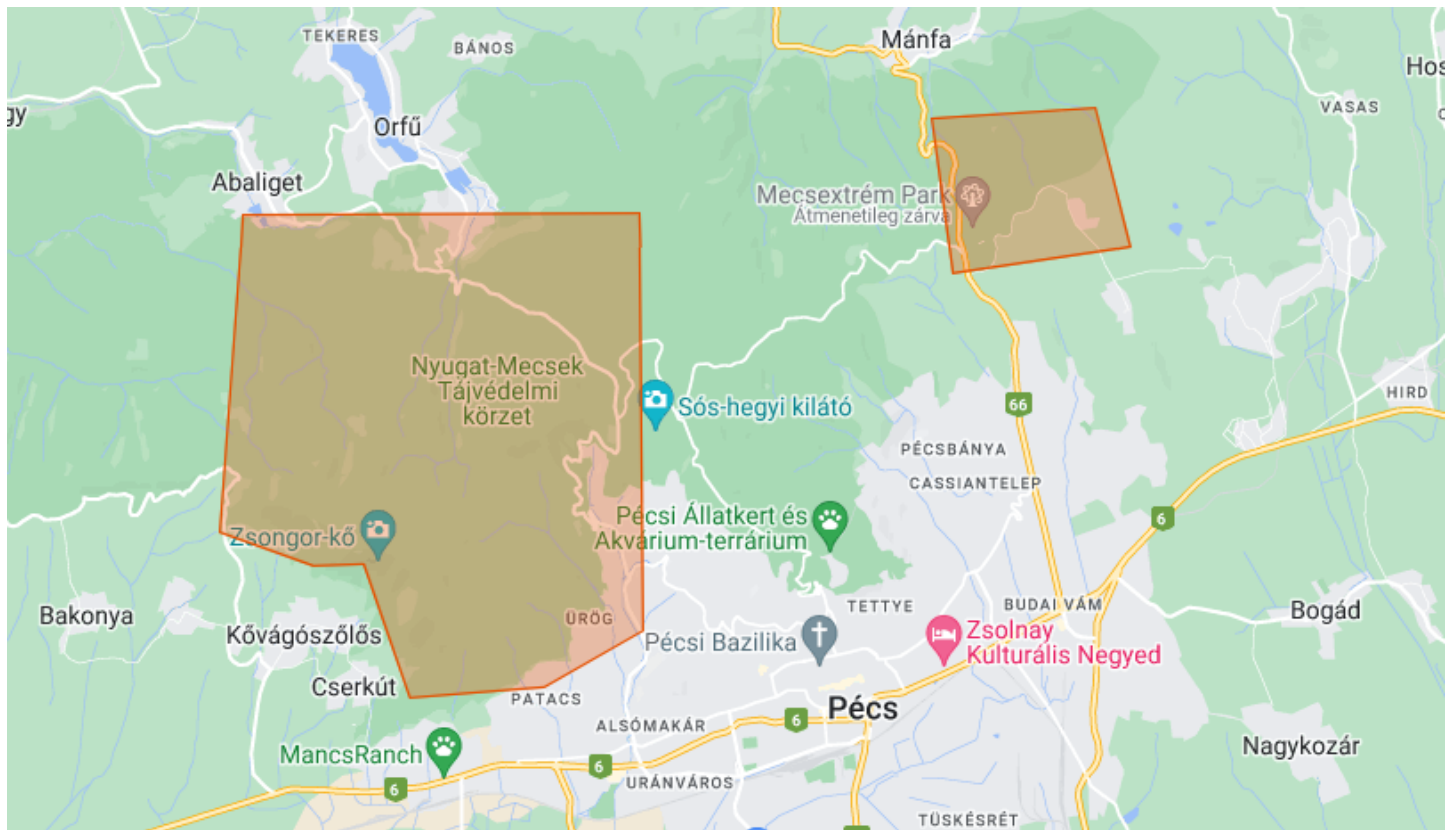 TEKERES
BÁNOS
Mánfa
Hos
VASAS
gy
Orfű
Abaliget
Mecsextrém Park
Átmenetileg zárva
Nyugat-Mecsek
Tájvédelmi
körzet
Sós-hegyi kilátó
66
HIRD
PÉCSBÁNYA
CASSIANTELEP
Pécsi Állatkert és
Akvárium-terrárium
6
Zsongor-kő
Bakonya
Kővágószőlős
ÜRÖG
TETTYE
BUDAI VÁM
Bogád
Pécsi Bazilika
Zsolnay
Kulturális Negyed
Cserkút
PATACS
Pécs
ALSÓMAKÁR
6
MancsRanch
6
6
URÁNVÁROS
Nagykozár
TÜSKÉSRÉT